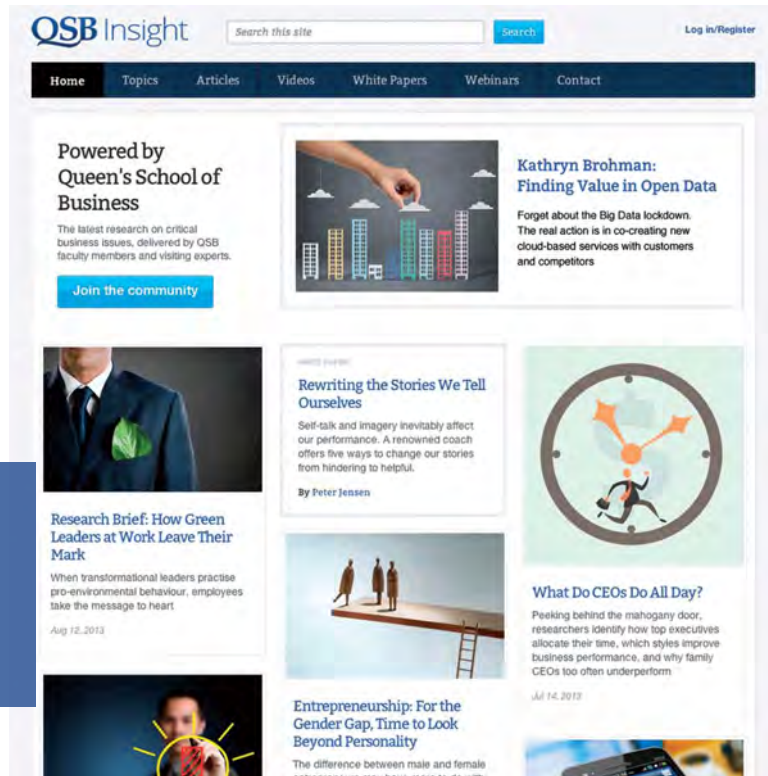 QSB Insight
Search this site
Search
Log in/Register
Home
Topics
Articles
Videos
White Papers
Webinars
Contact
Powered by
Queen's School of
Business
The latest research on critical
business issues, delivered by QSB
faculty members and visiting experts.
Join the community
Kathryn Brohman:
Finding Value in Open Data
Forget about the Big Data lockdown.
The real action is in co-creating new
cloud-based services with customers
and competitors
Research Brief: How Green
Leaders at Work Leave Their
Mark
When transformational leaders practise
pro-environmental behaviour, employees
take the message to heart
Aug 12, 2013
WHITE PAPER
Rewriting the Stories We Tell
Ourselves
Self-talk and imagery inevitably affect
our performance. A renowned coach
offers five ways to change our stories
from hindering to helpful.
By Peter Jensen
Entrepreneurship: For the
Gender Gap, Time to Look
Beyond Personality
The difference between male and female
What Do CEOs Do All Day?
Peeking behind the mahogany door,
researchers identify how top executives
allocate their time, which styles improve
business performance, and why family
CEOs too often underperform
Jul 14, 2013